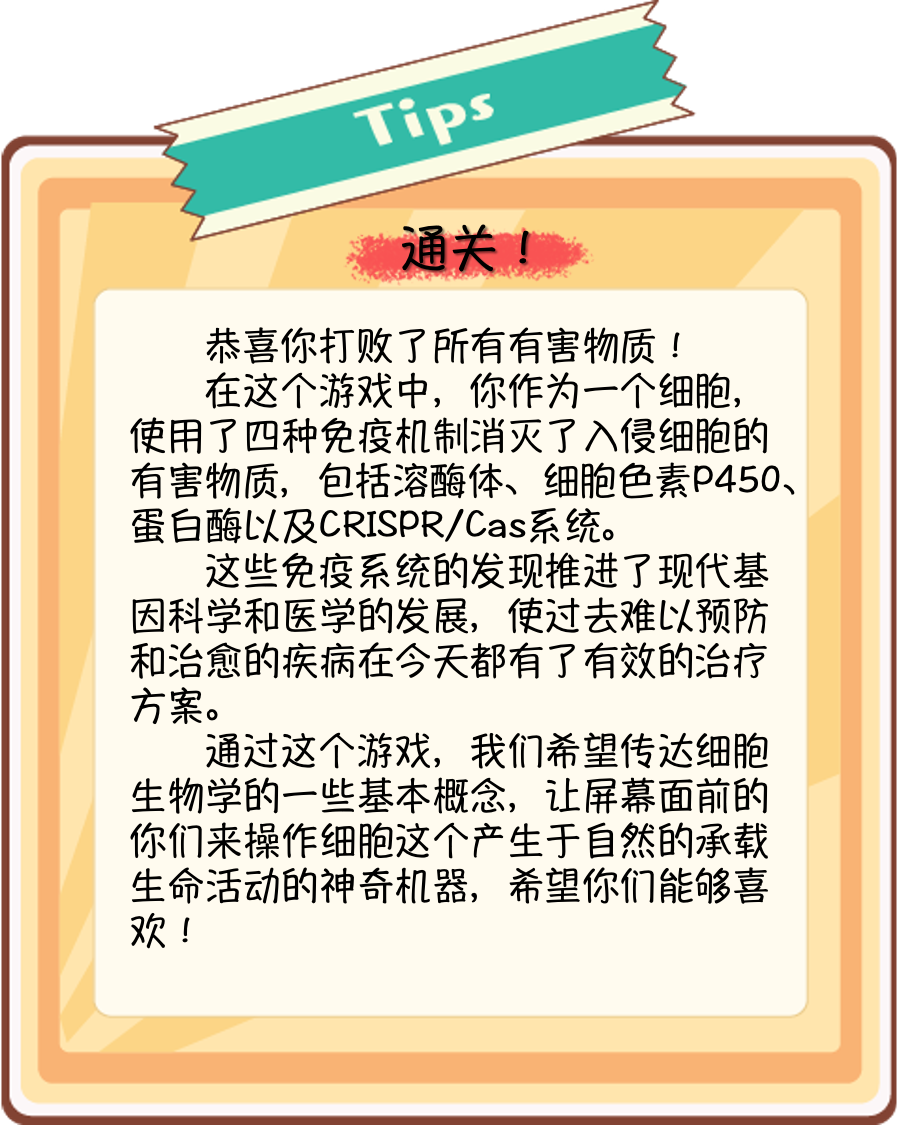 Tips
通关！
恭喜你打败了所有有害物质！
在这个游戏中，你作为一个细胞，
使用了四种免疫机制消灭了入侵细胞的
有害物质，包括溶酶体、细胞色素P450、
蛋白酶以及CRISPR/Cas系统。
这些免疫系统的发现推进了现代基
因科学和医学的发展，使过去难以预防
和治愈的疾病在今天都有了有效的治疗
方案。
通过这个游戏，我们希望传达细胞
生物学的一些基本概念，让屏幕面前的
你们来操作细胞这个产生于自然的承载
生命活动的神奇机器，希望你们能够喜
欢！